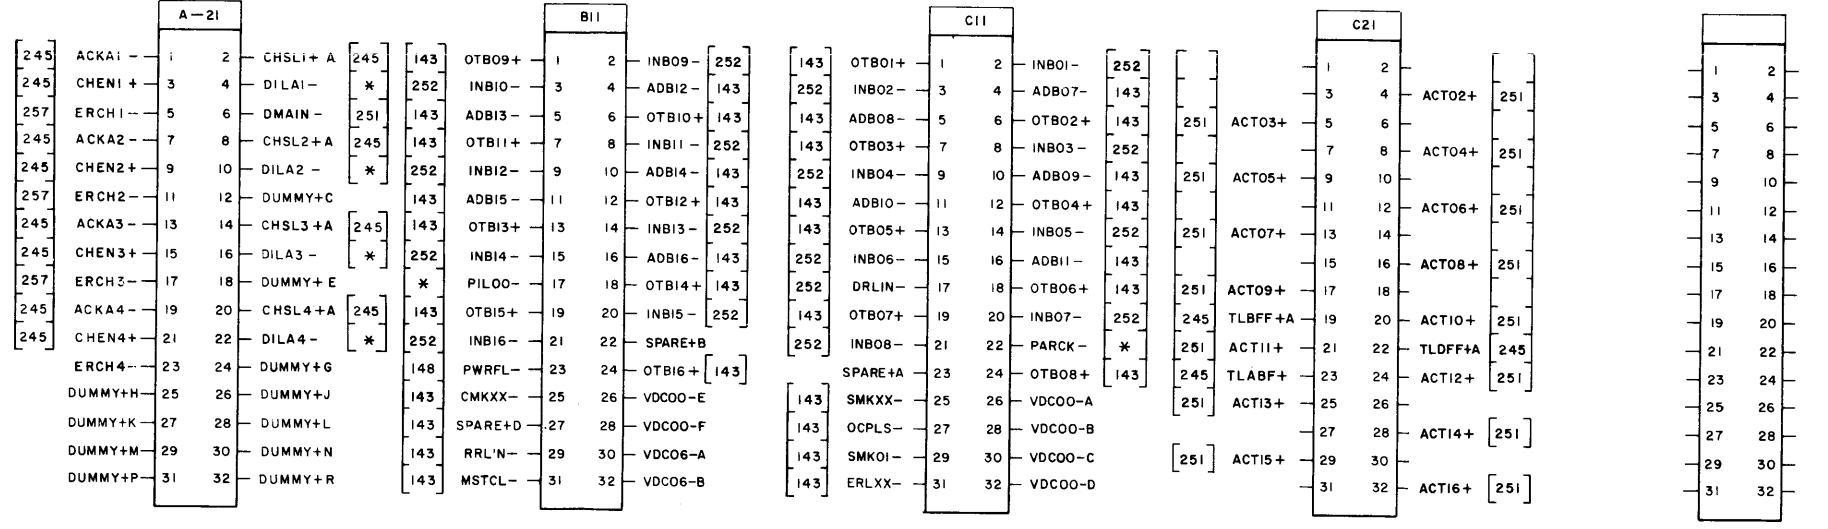 A-21
245 ACKA1 - 1 2 CHSL1+ A 245
245 CHEN1 + 3 4 DILA1- *
257 ERCH1-- 5 6 DMAIN - 251
245 ACKA2 - 7 8 CHSL2+A 245
245 CHEN2+ 9 10 DILA2 - *
257 ERCH2-- 11 12 DUMMY+C
245 ACKA3 - 13 14 CHSL3 +A 245
245 CHEN3+ 15 16 DILA3 - *
257 ERCH3-- 17 18 DUMMY+ E
245 ACKA4- 19 20 CHSL4+A 245
245 CHEN4+ 21 22 DILA4 - *
ERCH4-- 23 24 DUMMY+G
DUMMY+H- 25 26 DUMMY+J
DUMMY+K- 27 28 DUMMY+L
DUMMY+M- 29 30 DUMMY+N
DUMMY+P- 31 32 DUMMY+R
B11
143 OTB09+ 1 2 INB09- 252
252 INB10- 3 4 ADB12- 143
143 ADB13- 5 6 OTB10+ 143
143 OTB11+ 7 8 INB11 - 252
252 INB12- 9 10 ADB14- 143
143 ADB15- 11 12 OTB12+ 143
143 OTB13+ 13 14 INB13- 252
252 INB14- 15 16 ADB16- 143
* PIL00- 17 18 OTB14+ 143
143 OTB15+ 19 20 INB15- 252
252 INB16- 21 22 SPARE+B
148 PWRFL- 23 24 OTB16+ 143
143 CMKXX- 25 26 VDC00-E
143 SPARE+D 27 28 VDC00-F
143 RRL'N- 29 30 VDC06-A
143 MSTCL- 31 32 VDC06-B
C11
143 OTB01+ 1 2 INB01- 252
252 INB02- 3 4 ADB07- 143
143 ADB08- 5 6 OTB02+ 143
143 OTB03+ 7 8 INB03- 252
252 INB04- 9 10 ADB09- 143
143 ADB10- 11 12 OTB04+ 143
143 OTB05+ 13 14 INB05- 252
252 INB06- 15 16 ADB11- 143
252 DRLIN- 17 18 OTB06+ 143
143 OTB07+ 19 20 INB07- 252
252 INB08- 21 22 PARCK- *
SPARE+A 23 24 OTB08+ 143
143 SMKXX- 25 26 VDC00-A
143 OCPLS- 27 28 VDC00-B
143 SMK01- 29 30 VDC00-C
143 ERLXX- 31 32 VDC00-D
C21
1 2
3 4 ACT02+ 251
251 ACT03+ 5 6
7 8 ACT04+ 251
251 ACT05+ 9 10
11 12 ACT06+ 251
251 ACT07+ 13 14
15 16 ACT08+ 251
251 ACT09+ 17 18
245 TLBFF+A 19 20 ACT10+ 251
251 ACT11+ 21 22 TLDFF+A 245
245 TLABF+ 23 24 ACT12+ 251
251 ACT13+ 25 26
27 28 ACT14+ 251
251 ACT15+ 29 30
31 32 ACT16+ 251
1 2
3 4
5 6
7 8
9 10
11 12
13 14
15 16
17 18
19 20
21 22
23 24
25 26
27 28
29 30
31 32